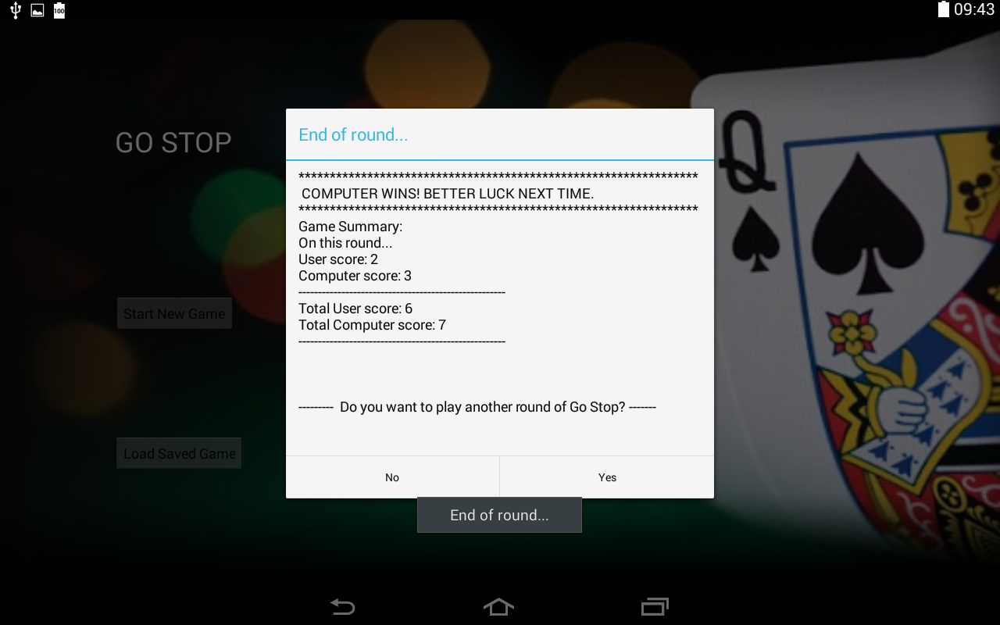 100
09:43
GO STOP
Start New Game
Load Saved Game
Q
End of round...
****************************************************************
COMPUTER WINS! BETTER LUCK NEXT TIME.
****************************************************************
Game Summary:
On this round...
User score: 2
Computer score: 3
-----------------------------------------------------
Total User score: 6
Total Computer score: 7
-----------------------------------------------------
--------- Do you want to play another round of Go Stop? -------
No
Yes
End of round...